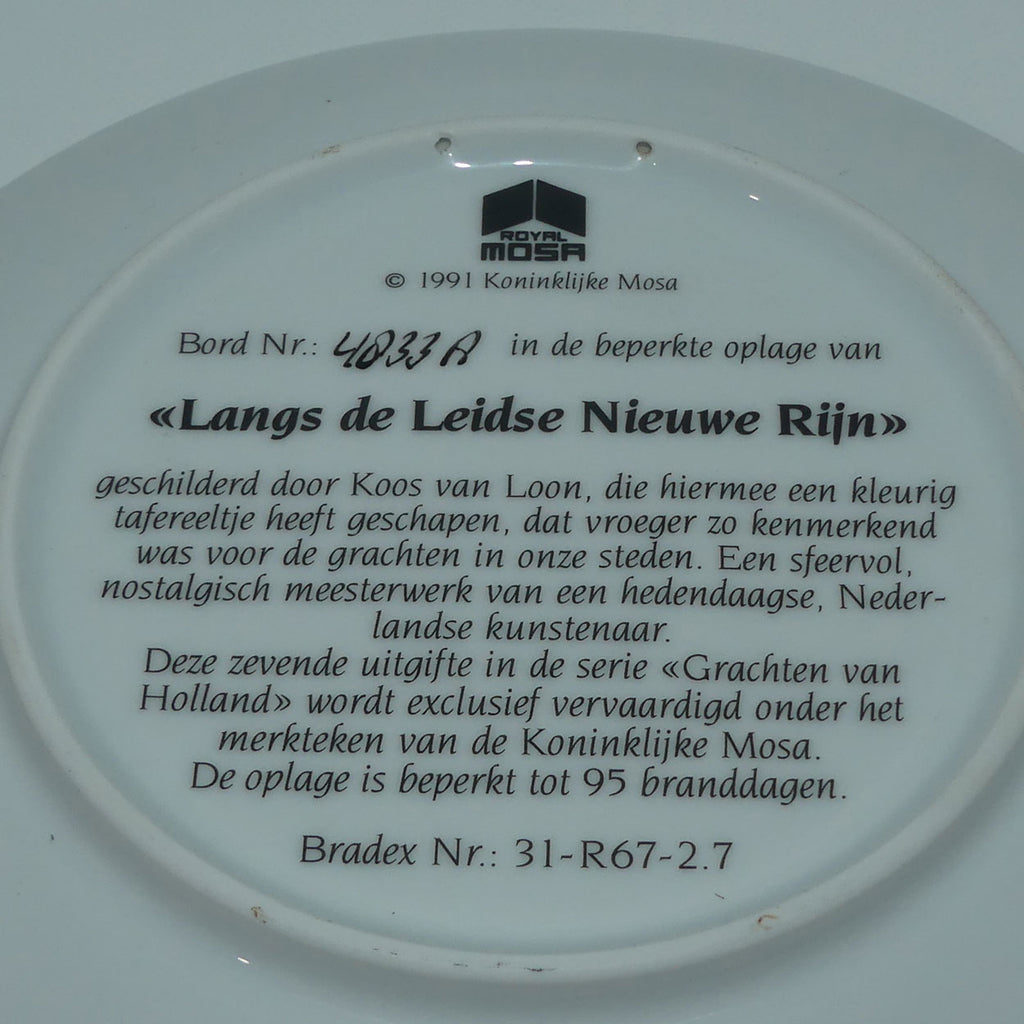 ROYAL
MOSA
© 1991 Koninklijke Mosa
Bord Nr.: 4833A in de beperkte oplage van
«Langs de Leidse Nieuwe Rijn»
geschilderd door Koos van Loon, die hiermee een kleurig
tafereeltje heeft geschapen, dat vroeger zo kenmerkend
was voor de grachten in onze steden. Een sfeervol,
nostalgisch meesterwerk van een hedendaagse, Neder-
landse kunstenaar.
Deze zevende uitgifte in de serie «Grachten van
Holland» wordt exclusief vervaardigd onder het
merkteken van de Koninklijke Mosa.
De oplage is beperkt tot 95 branddagen.
Bradex Nr.: 31-R67-2.7